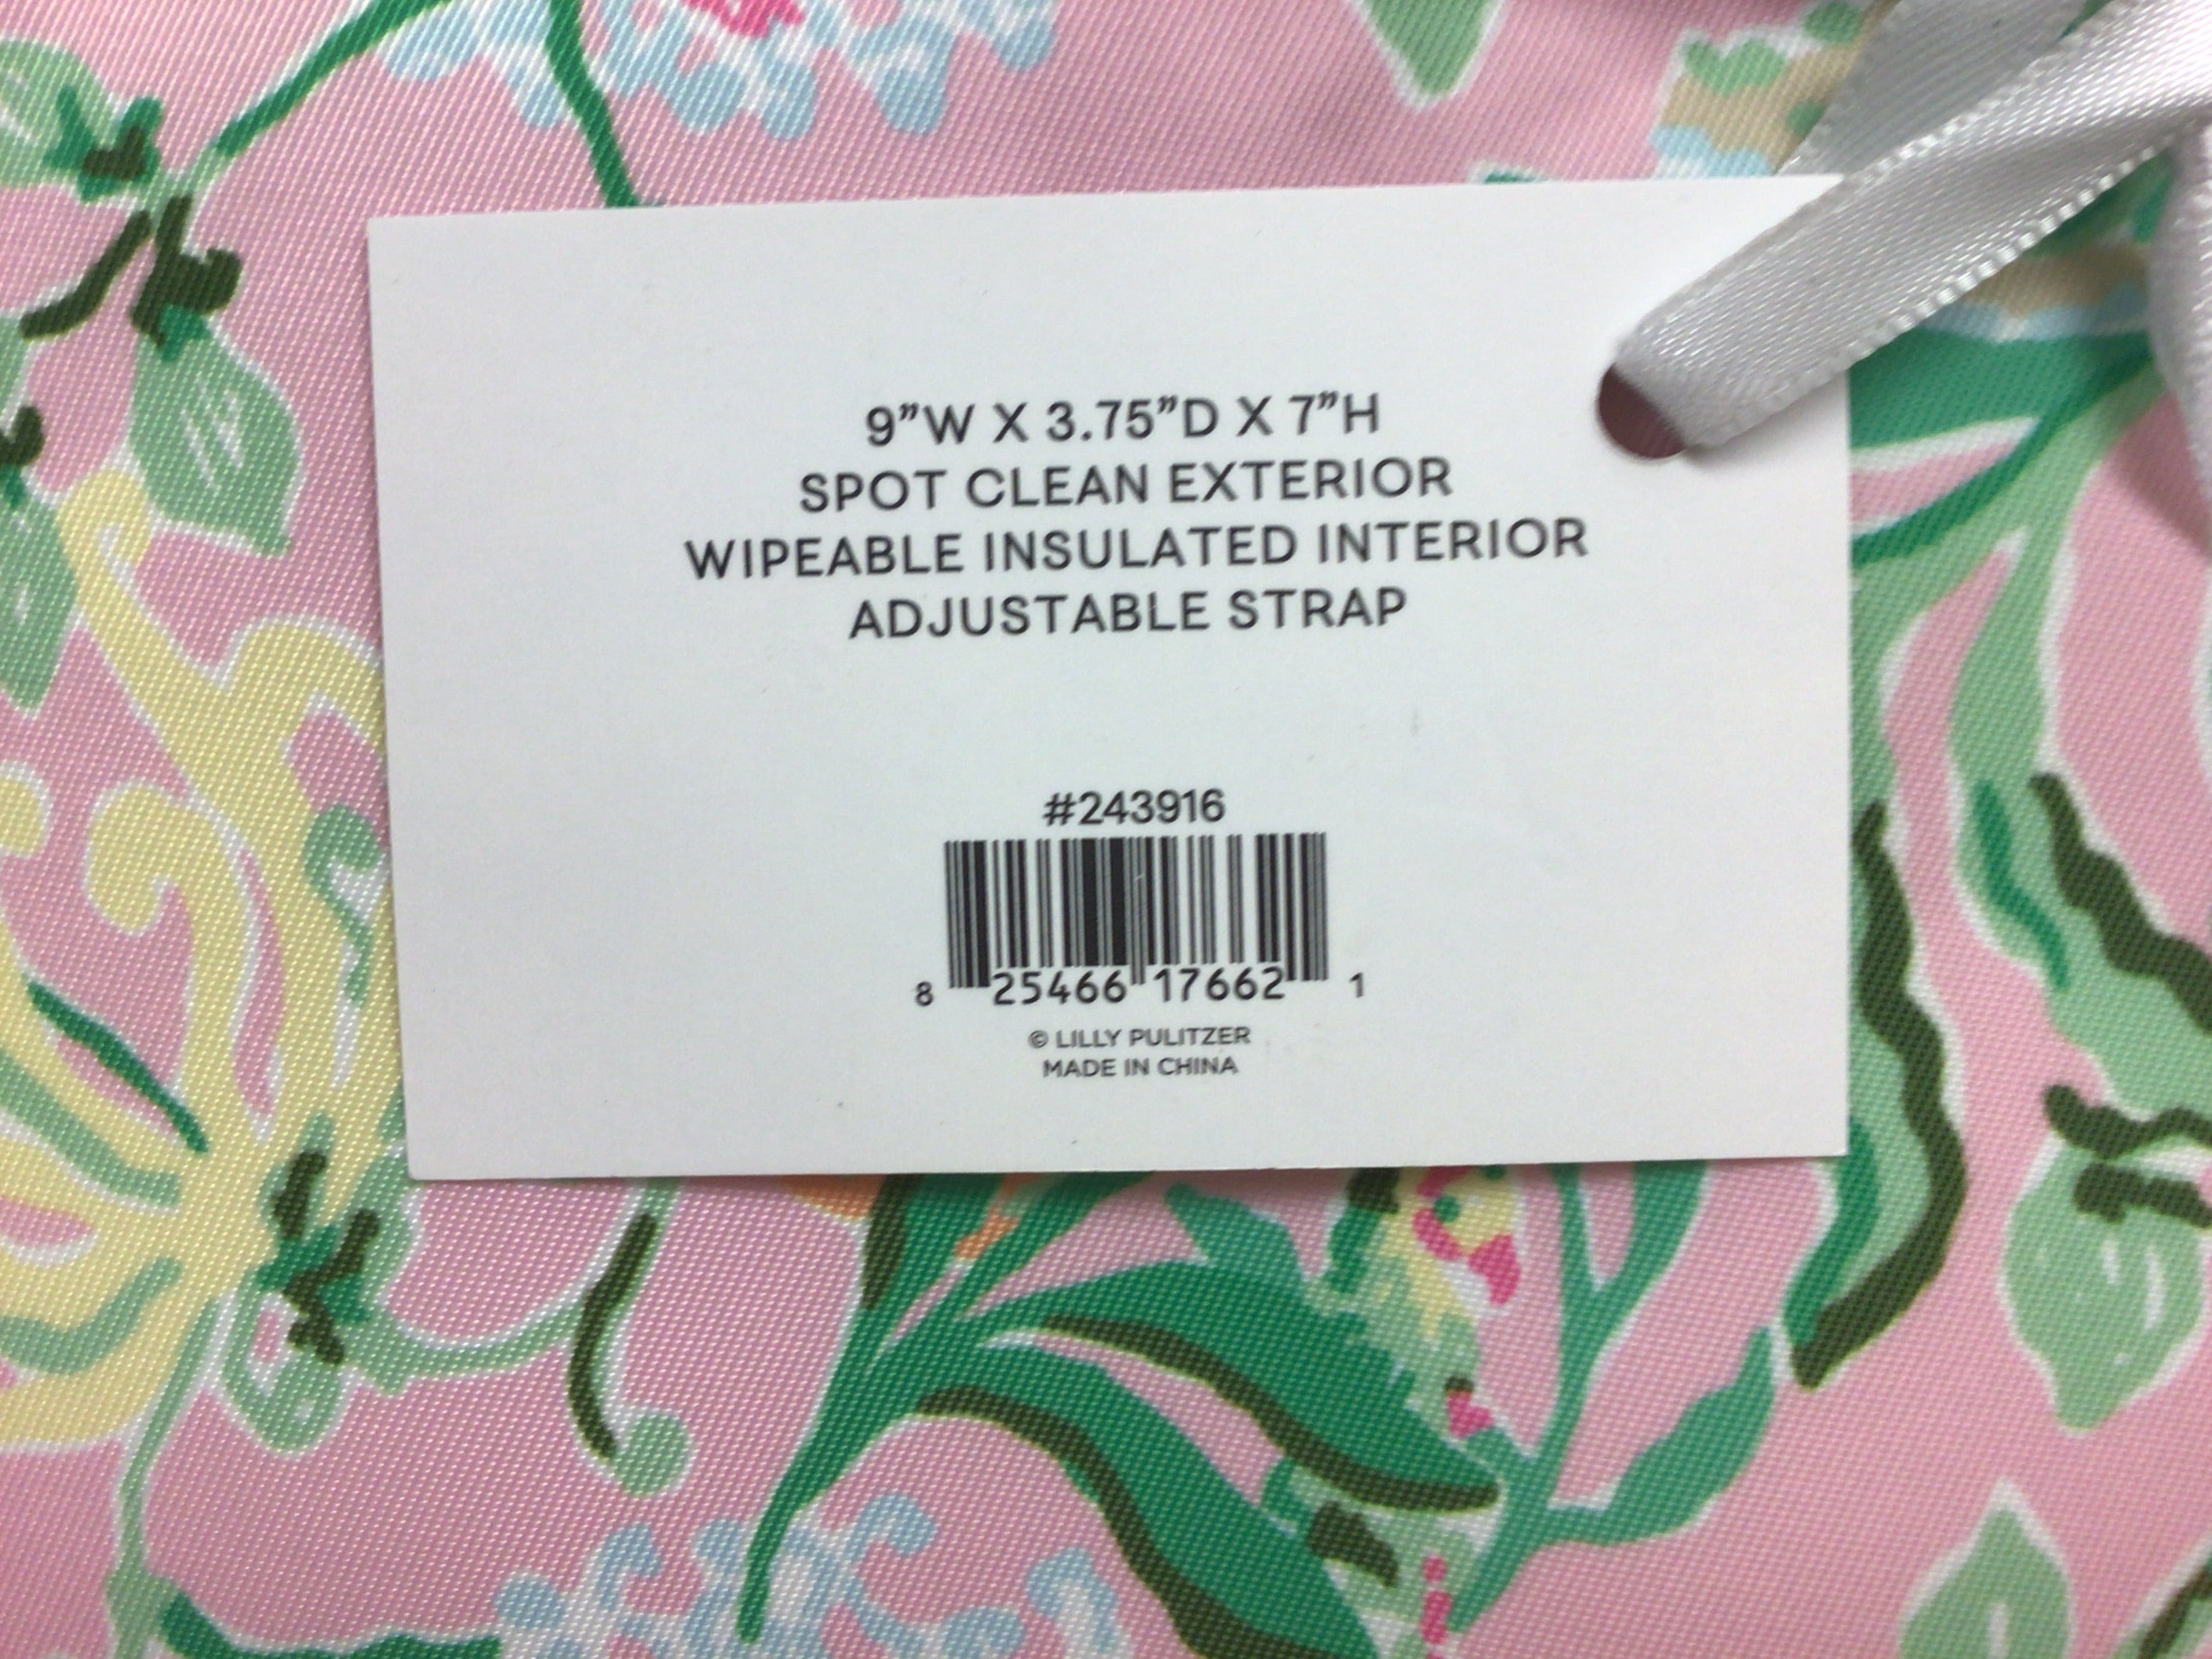 9”W X 3.75”D X 7”H
SPOT CLEAN EXTERIOR
WIPEABLE INSULATED INTERIOR
ADJUSTABLE STRAP
#243916
8 25466 17662 1
© LILLY PULITZER
MADE IN CHINA